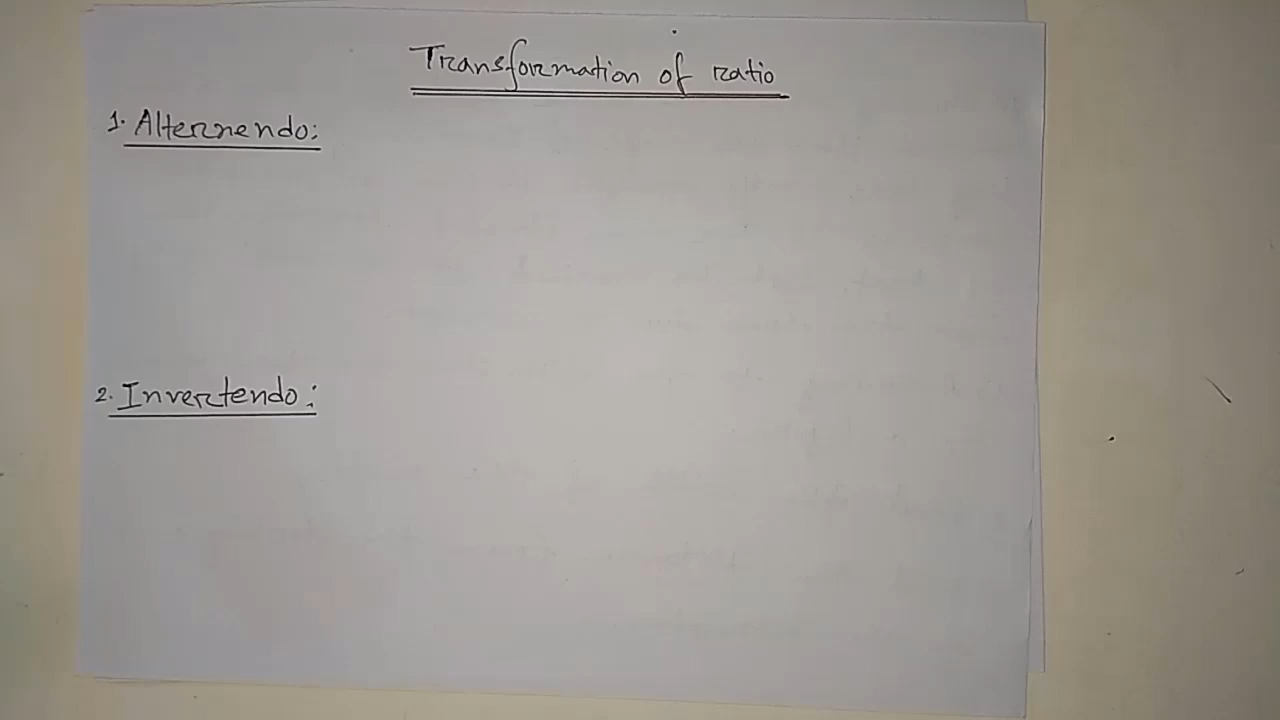 Transformation of ratio
1. Alternendo:
2. Invertendo: